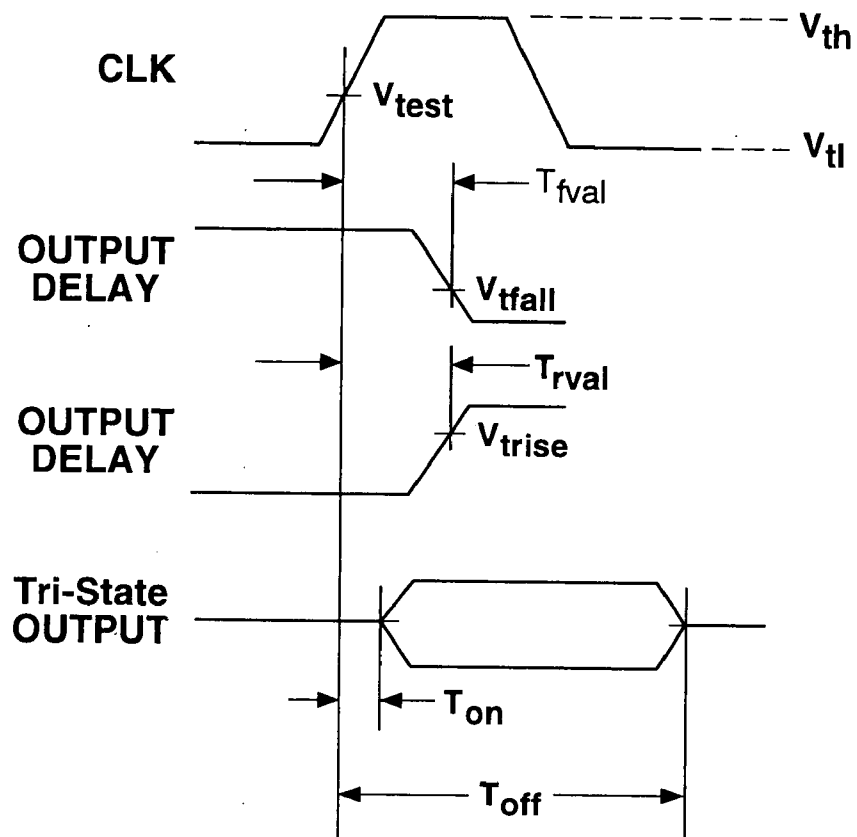 V_th
CLK
V_test
V_tl
T_fval
OUTPUT
DELAY
V_tfall
T_rval
OUTPUT
DELAY
V_trise
Tri-State
OUTPUT
T_on
T_off